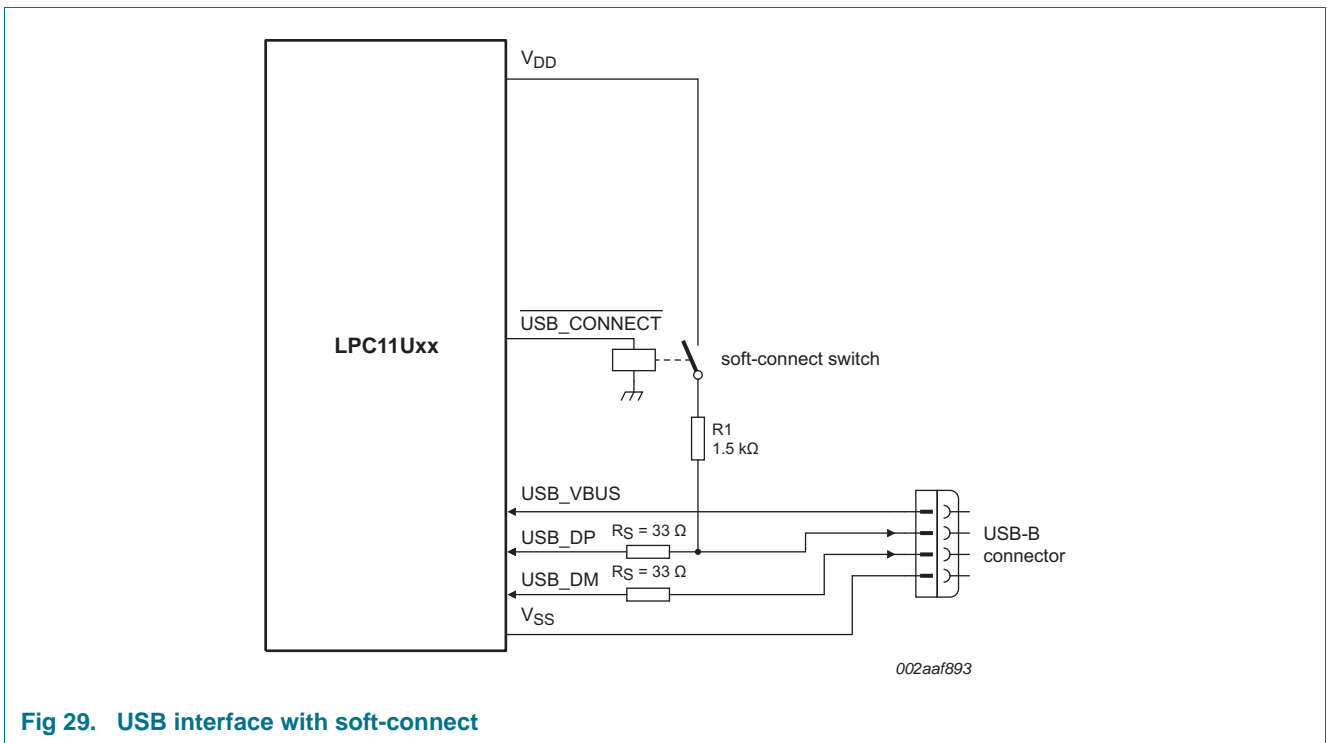 VDD
USB_CONNECT
LPC11Uxx
soft-connect switch
R1
1.5 kΩ
USB_VBUS
USB_DP
RS = 33 Ω
USB-B
connector
USB_DM
RS = 33 Ω
VSS
002aaf893
Fig 29. USB interface with soft-connect